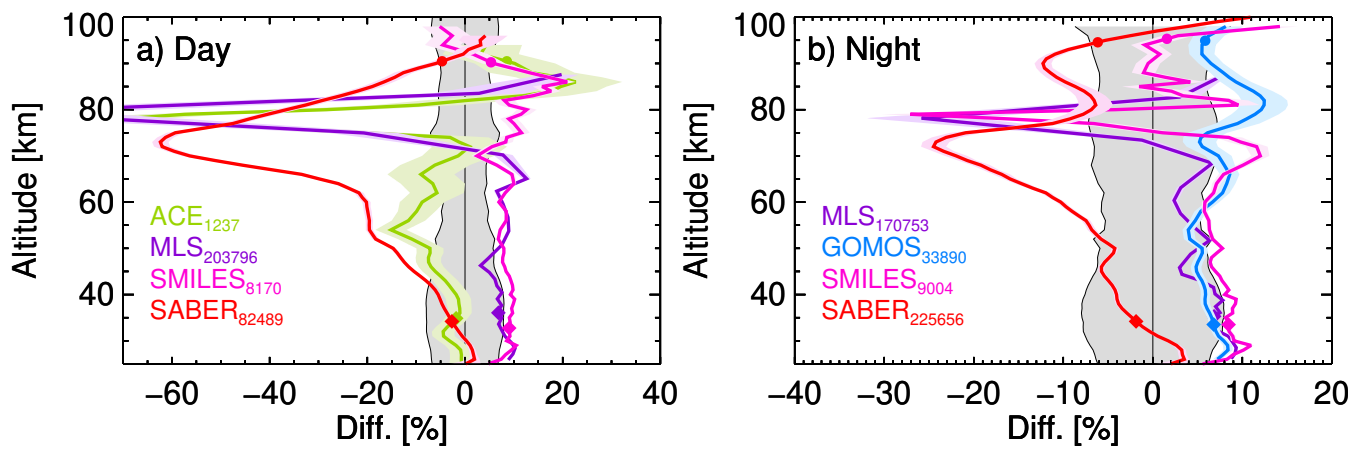 a) Day
100
80
60
40
Altitude [km]
ACE1237
MLS203796
SMILES8170
SABER82489
−60 −40 −20 0 20 40
Diff. [%]
b) Night
100
80
60
40
Altitude [km]
MLS170753
GOMOS33890
SMILES9004
SABER225656
−40 −30 −20 −10 0 10 20
Diff. [%]